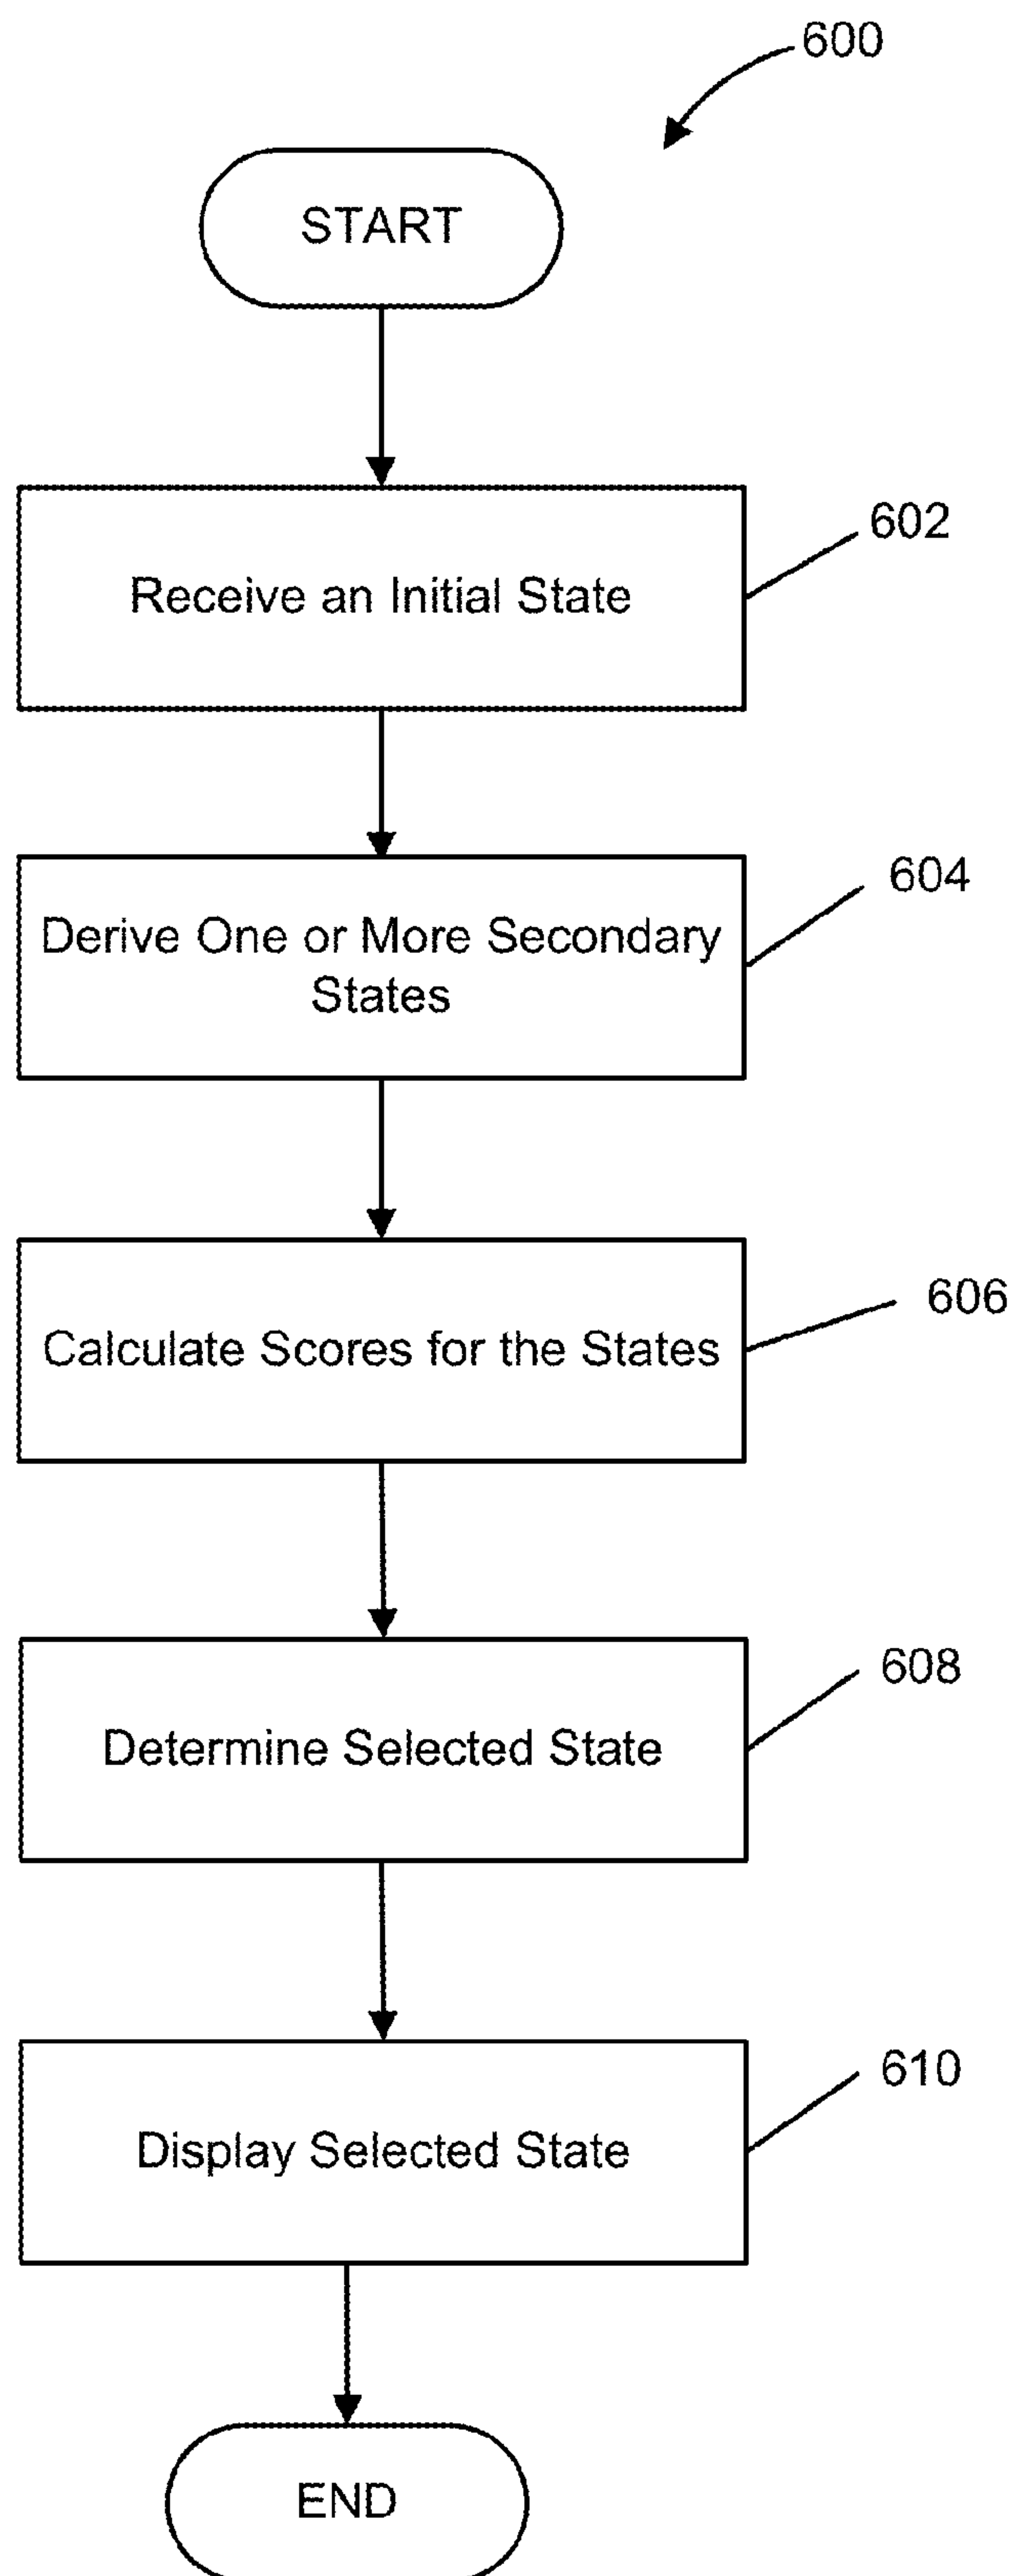 600
START
Receive an Initial State
602
Derive One or More Secondary
States
604
Calculate Scores for the States
606
Determine Selected State
608
Display Selected State
610
END